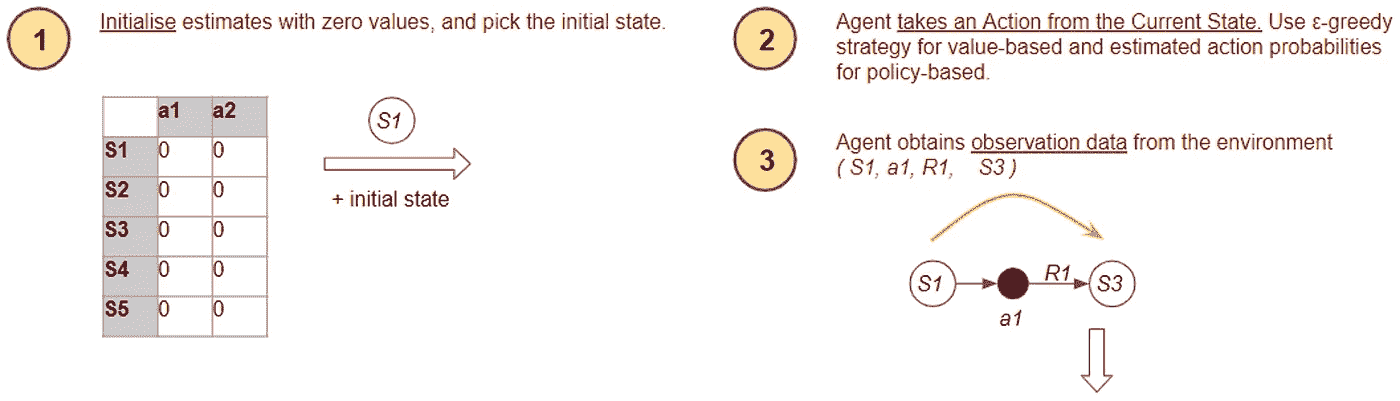 1
Initialise estimates with zero values, and pick the initial state.
a1 a2
S1 0 0
S2 0 0
S3 0 0
S4 0 0
S5 0 0
S1
+ initial state
2
Agent takes an Action from the Current State. Use ε-greedy
strategy for value-based and estimated action probabilities
for policy-based.
3
Agent obtains observation data from the environment
( S1, a1, R1, S3 )
S1 R1 S3
a1